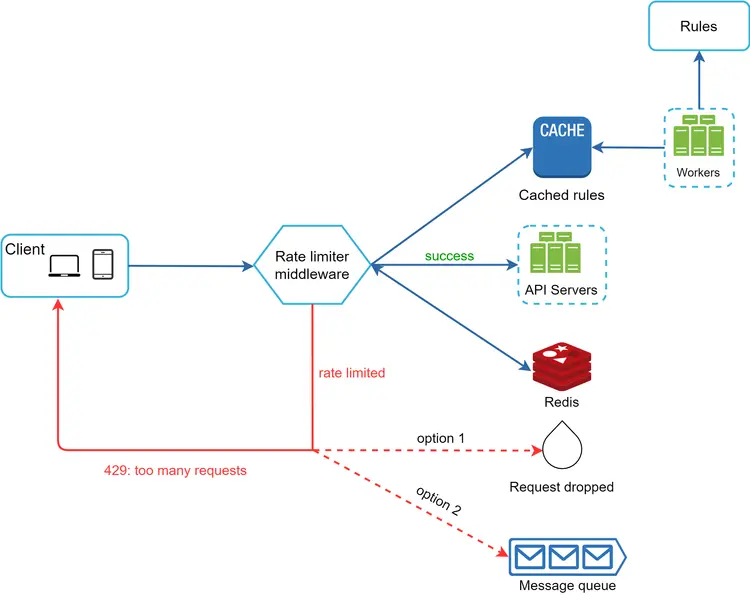 Rules
CACHE
Workers
Cached rules
Client
Rate limiter
middleware
success
API Servers
rate limited
Redis
option 1
429: too many requests
Request dropped
option 2
Message queue